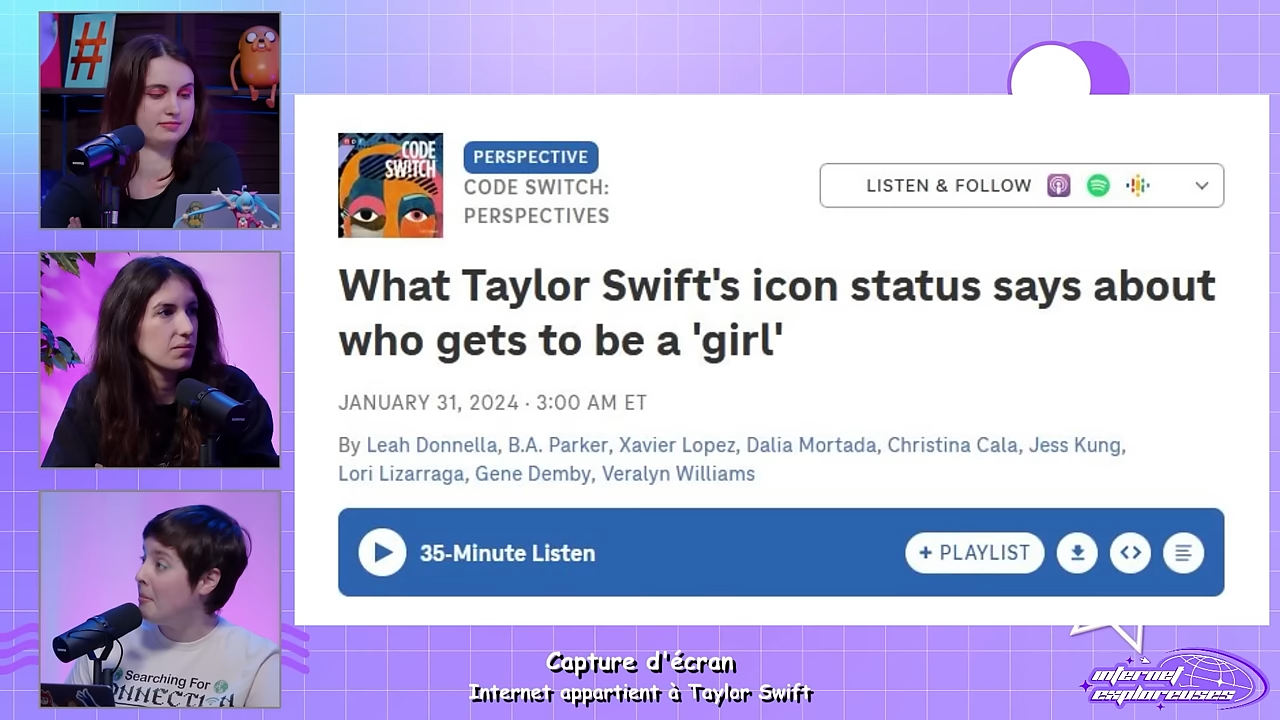 #
CODE
SWITCH
PERSPECTIVE
CODE SWITCH:
PERSPECTIVES
LISTEN & FOLLOW
What Taylor Swift's icon status says about
who gets to be a 'girl'
JANUARY 31, 2024 · 3:00 AM ET
By Leah Donnella, B.A. Parker, Xavier Lopez, Dalia Mortada, Christina Cala, Jess Kung,
Lori Lizarraga, Gene Demby, Veralyn Williams
35-Minute Listen
+ PLAYLIST
Searching For
CONNECTION
Capture d'écran
Internet appartient à Taylor Swift
internet
exploreuses